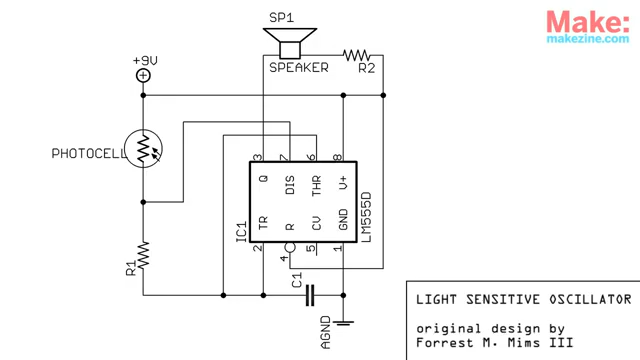 Make:
makezine.com
SP1
SPEAKER
R2
+9V
PHOTOCELL
3
7
6
8
Q
DIS
THR
V+
IC1
LM555D
TR
R
CV
GND
2
4
5
1
R1
C1
AGND
LIGHT SENSITIVE OSCILLATOR
original design by
Forrest M. Mims III